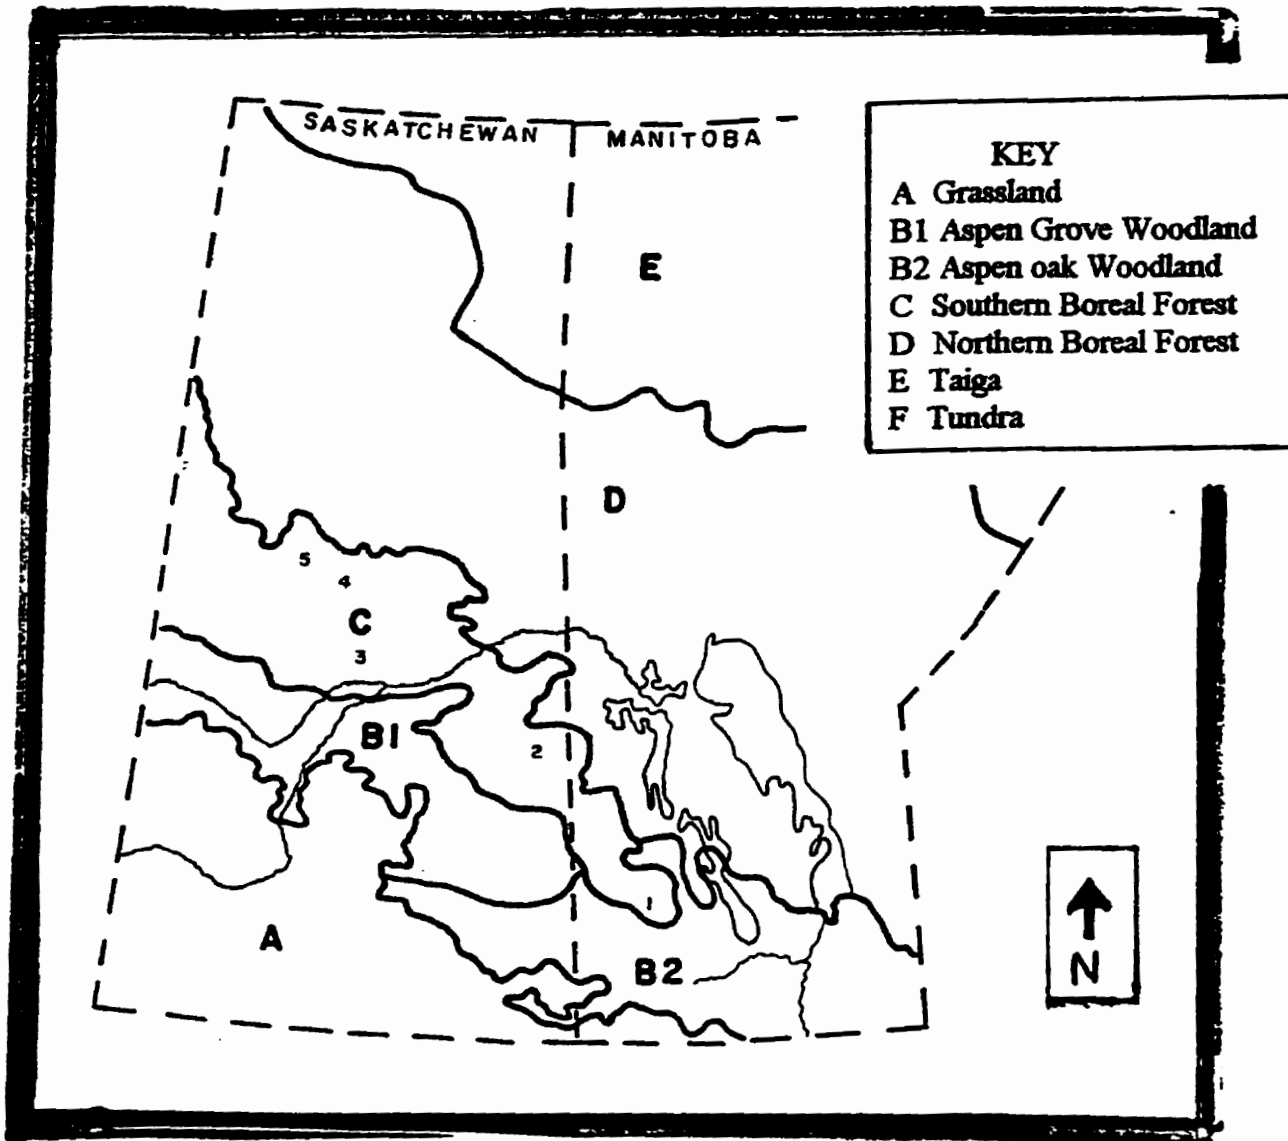 SASKATCHEWAN
MANITOBA
KEY
A Grassland
B1 Aspen Grove Woodland
B2 Aspen oak Woodland
C Southern Boreal Forest
D Northern Boreal Forest
E Taiga
F Tundra
E
D
5
4
C
3
B1
2
1
A
B2
N